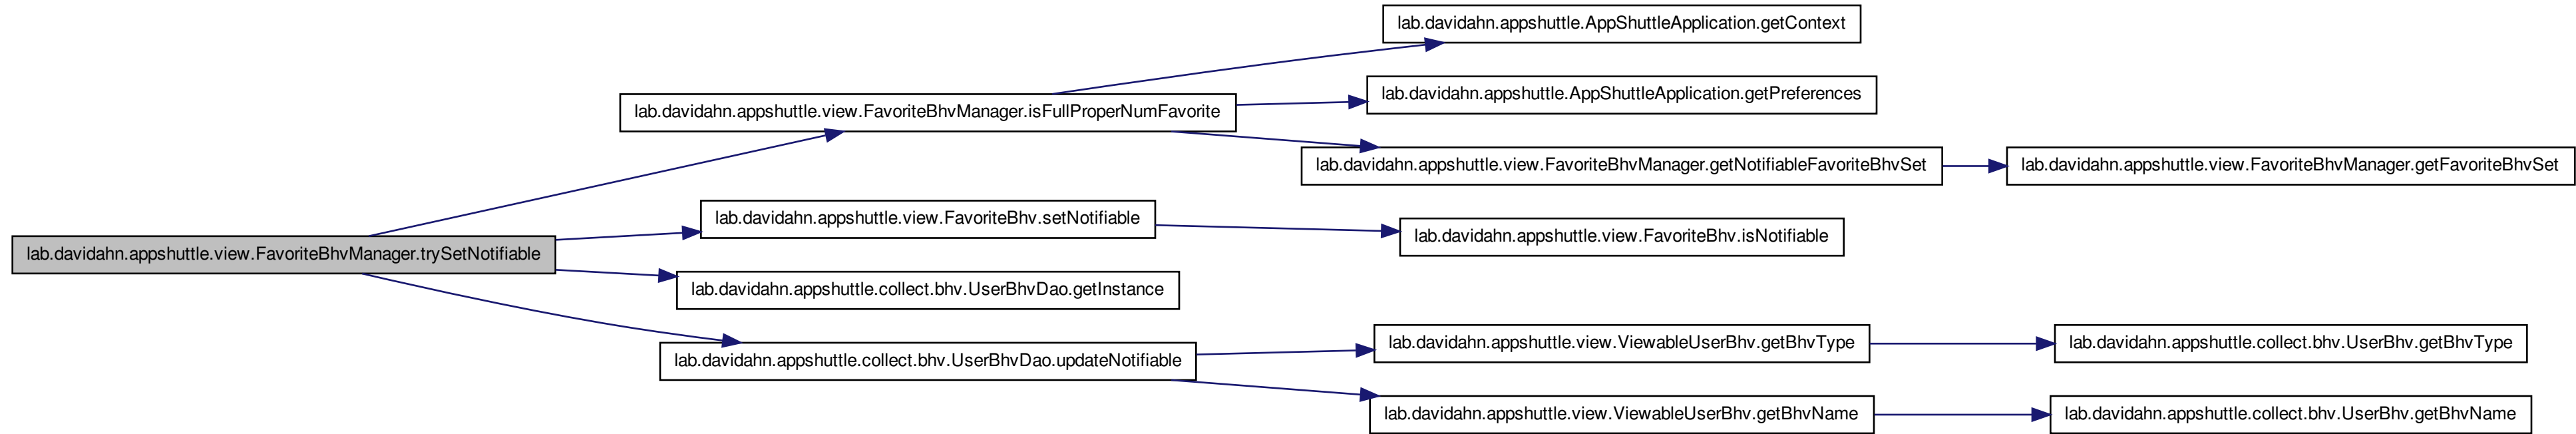 lab.davidahn.appshuttle.AppShuttleApplication.getContext
lab.davidahn.appshuttle.AppShuttleApplication.getPreferences
lab.davidahn.appshuttle.view.FavoriteBhvManager.isFullProperNumFavorite
lab.davidahn.appshuttle.view.FavoriteBhvManager.getNotifiableFavoriteBhvSet
lab.davidahn.appshuttle.view.FavoriteBhvManager.getFavoriteBhvSet
lab.davidahn.appshuttle.view.FavoriteBhv.setNotifiable
lab.davidahn.appshuttle.view.FavoriteBhv.isNotifiable
lab.davidahn.appshuttle.view.FavoriteBhvManager.trySetNotifiable
lab.davidahn.appshuttle.collect.bhv.UserBhvDao.getInstance
lab.davidahn.appshuttle.view.ViewableUserBhv.getBhvType
lab.davidahn.appshuttle.collect.bhv.UserBhv.getBhvType
lab.davidahn.appshuttle.collect.bhv.UserBhvDao.updateNotifiable
lab.davidahn.appshuttle.view.ViewableUserBhv.getBhvName
lab.davidahn.appshuttle.collect.bhv.UserBhv.getBhvName